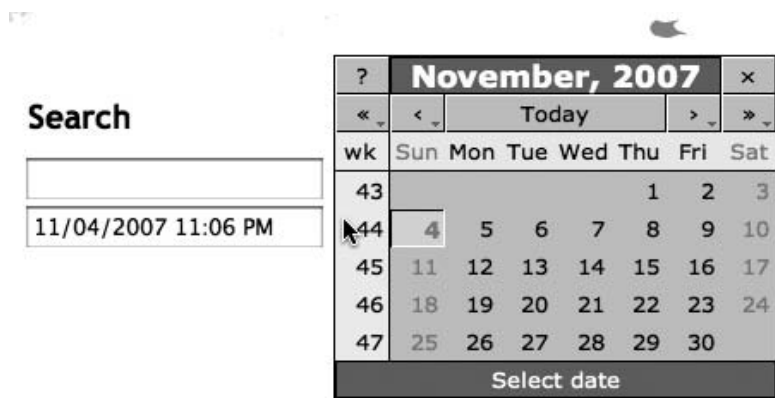 Search
11/04/2007 11:06 PM
? November, 2007 ×
« ‹ Today › »
wk Sun Mon Tue Wed Thu Fri Sat
43 1 2 3
44 4 5 6 7 8 9 10
45 11 12 13 14 15 16 17
46 18 19 20 21 22 23 24
47 25 26 27 28 29 30
Select date